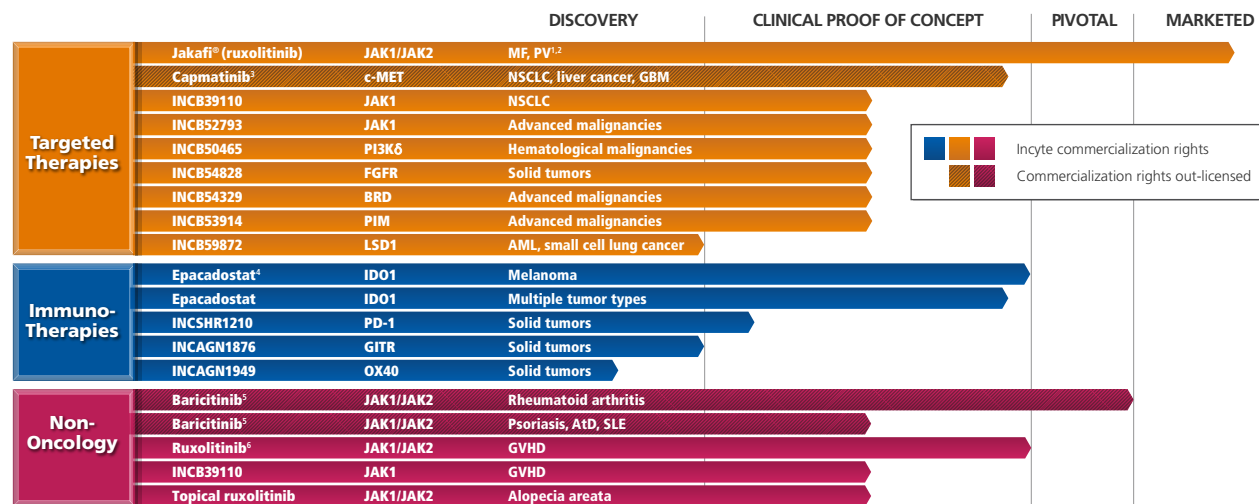 DISCOVERY CLINICAL PROOF OF CONCEPT PIVOTAL MARKETED
Targeted
Therapies
Jakafi® (ruxolitinib) JAK1/JAK2 MF, PV1,2
Capmatinib3 c-MET NSCLC, liver cancer, GBM
INCB39110 JAK1 NSCLC
INCB52793 JAK1 Advanced malignancies
INCB50465 PI3Kδ Hematological malignancies
INCB54828 FGFR Solid tumors
INCB54329 BRD Advanced malignancies
INCB53914 PIM Advanced malignancies
INCB59872 LSD1 AML, small cell lung cancer
Incyte commercialization rights
Commercialization rights out-licensed
Immuno-
Therapies
Epacadostat4 IDO1 Melanoma
Epacadostat IDO1 Multiple tumor types
INCSHR1210 PD-1 Solid tumors
INCAGN1876 GITR Solid tumors
INCAGN1949 OX40 Solid tumors
Non-
Oncology
Baricitinib5 JAK1/JAK2 Rheumatoid arthritis
Baricitinib5 JAK1/JAK2 Psoriasis, AtD, SLE
Ruxolitinib6 JAK1/JAK2 GVHD
INCB39110 JAK1 GVHD
Topical ruxolitinib JAK1/JAK2 Alopecia areata